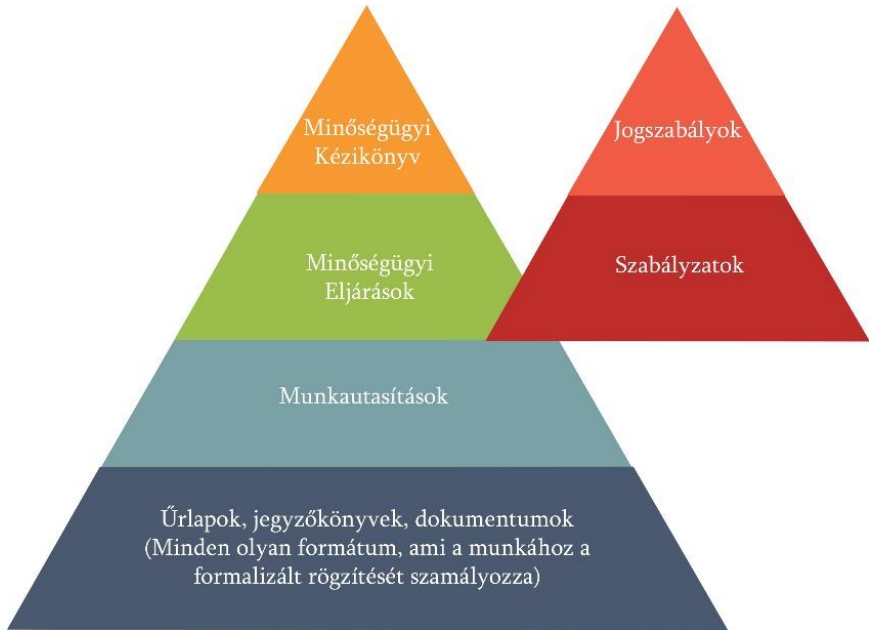 Minőségügyi
Kézikönyv
Jogszabályok
Minőségügyi
Eljárások
Szabályzatok
Munkautasítások
Űrlapok, jegyzőkönyvek, dokumentumok
(Minden olyan formátum, ami a munkához a
formalizált rögzítését szamályozza)